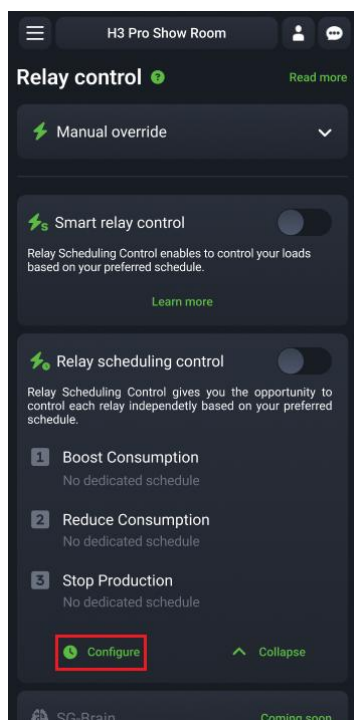 H3 Pro Show Room
Relay control ?
Read more
Manual override
S Smart relay control
Relay Scheduling Control enables to control your loads
based on your preferred schedule.
Learn more
Relay scheduling control
Relay Scheduling Control gives you the opportunity to
control each relay independetly based on your preferred
schedule.
1 Boost Consumption
No dedicated schedule
2 Reduce Consumption
No dedicated schedule
3 Stop Production
No dedicated schedule
Configure
Collapse
SG-Brain
Coming soon